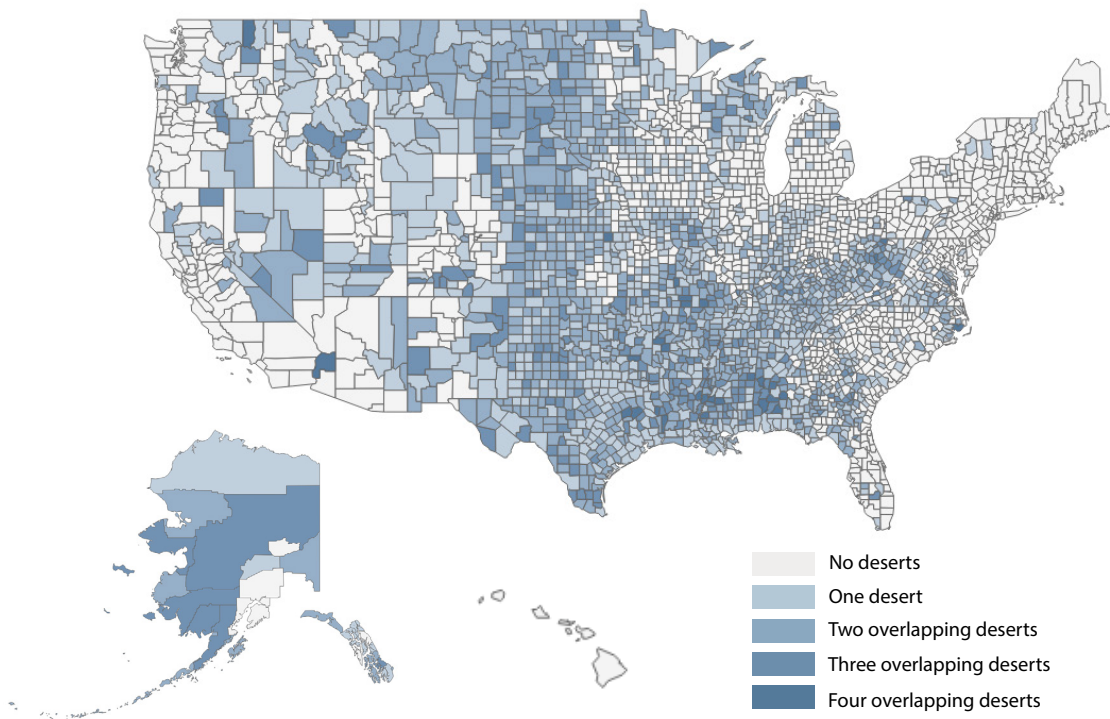 No deserts
One desert
Two overlapping deserts
Three overlapping deserts
Four overlapping deserts